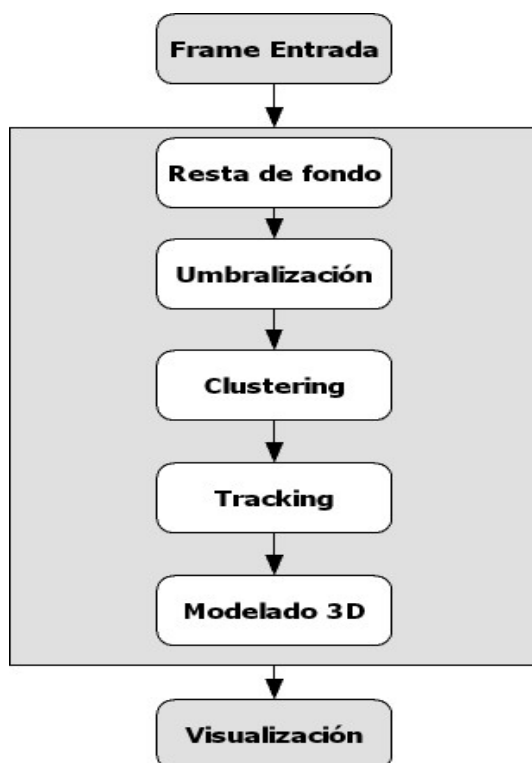 Frame Entrada
Resta de fondo
Umbralización
Clustering
Tracking
Modelado 3D
Visualización